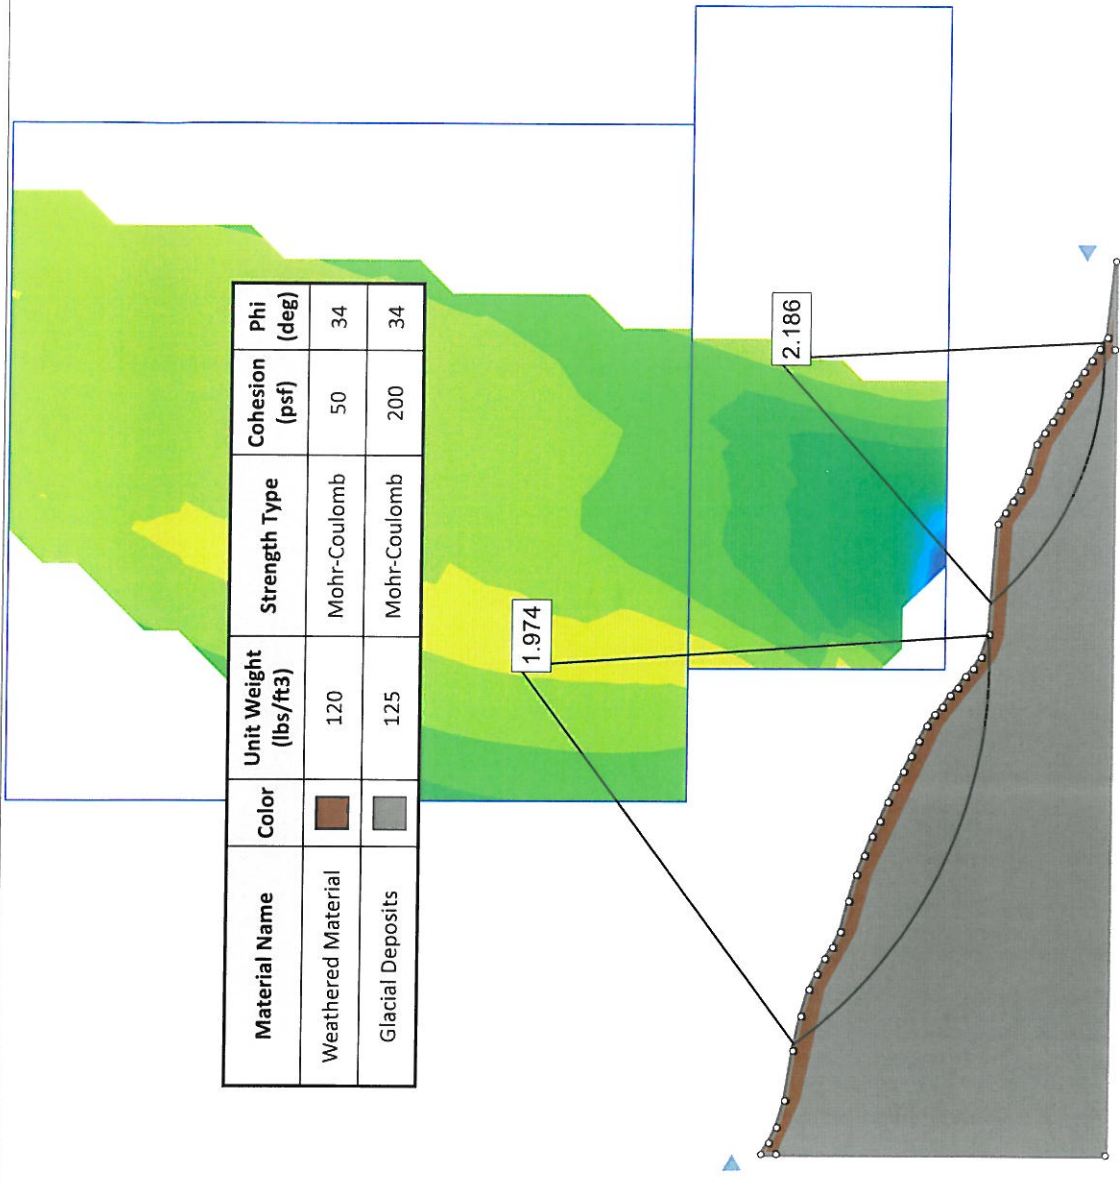 Material Name Color Unit Weight (lbs/ft3) Strength Type Cohesion (psf) Phi (deg)
Weathered Material 120 Mohr-Coulomb 50 34
Glacial Deposits 125 Mohr-Coulomb 200 34
1.974
2.186